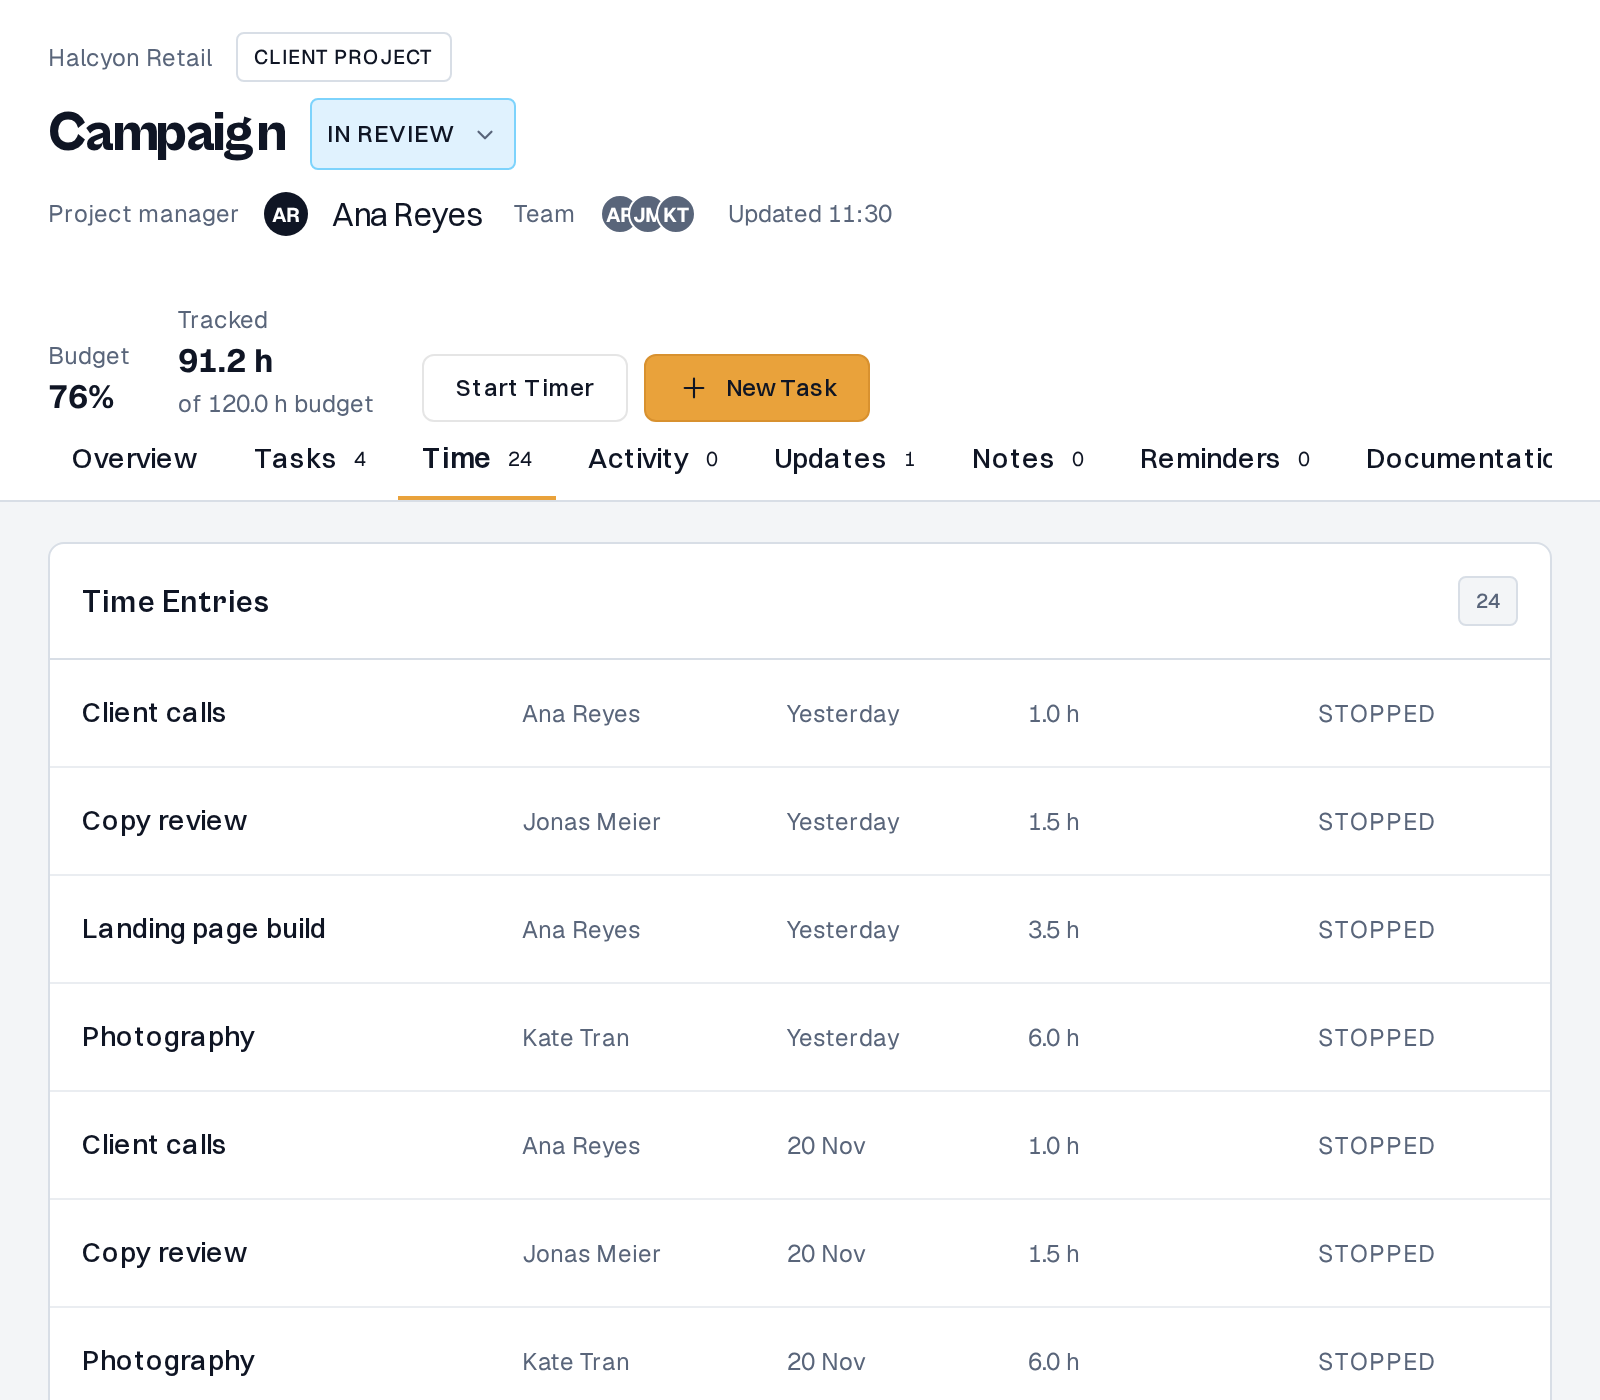 Halcyon Retail CLIENT PROJECT
Campaign IN REVIEW
Project manager AR Ana Reyes Team AR JM KT Updated 11:30
Budget
76%
Tracked
91.2 h
of 120.0 h budget
Start Timer
New Task
Overview Tasks 4 Time 24 Activity 0 Updates 1 Notes 0 Reminders 0
Time Entries 24
Client calls Ana Reyes Yesterday 1.0 h STOPPED
Copy review Jonas Meier Yesterday 1.5 h STOPPED
Landing page build Ana Reyes Yesterday 3.5 h STOPPED
Photography Kate Tran Yesterday 6.0 h STOPPED
Client calls Ana Reyes 20 Nov 1.0 h STOPPED
Copy review Jonas Meier 20 Nov 1.5 h STOPPED
Photography Kate Tran 20 Nov 6.0 h STOPPED